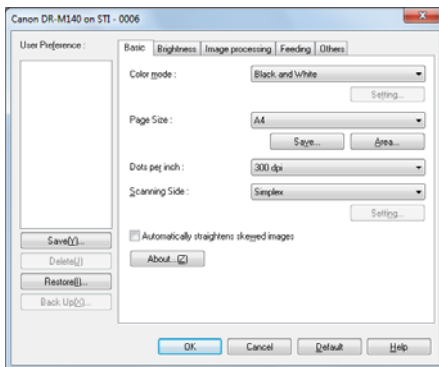 Canon DR-M140 on STI - 0006
User Preference :
Save(Y)...
Delete(J)
Restore(I)...
Back Up(X)...
Basic Brightness Image processing Feeding Others
Color mode : Black and White
Setting...
Page Size : A4
Save... Area...
Dots per inch : 300 dpi
Scanning Side : Simplex
Setting...
Automatically straightens skewed images
About...(Z)
OK Cancel Default Help